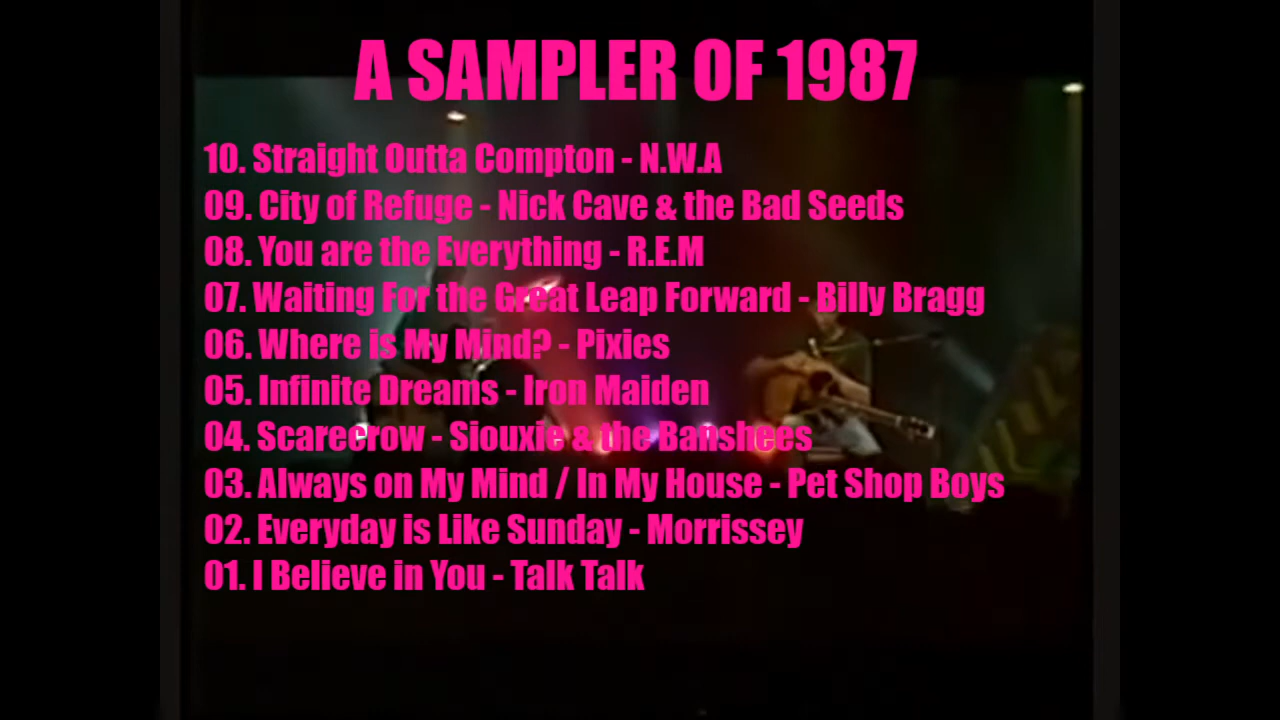 A SAMPLER OF 1987
10. Straight Outta Compton - N.W.A
09. City of Refuge - Nick Cave & the Bad Seeds
08. You are the Everything - R.E.M
07. Waiting For the Great Leap Forward - Billy Bragg
06. Where is My Mind? - Pixies
05. Infinite Dreams - Iron Maiden
04. Scarecrow - Siouxie & the Banshees
03. Always on My Mind / In My House - Pet Shop Boys
02. Everyday is Like Sunday - Morrissey
01. I Believe in You - Talk Talk